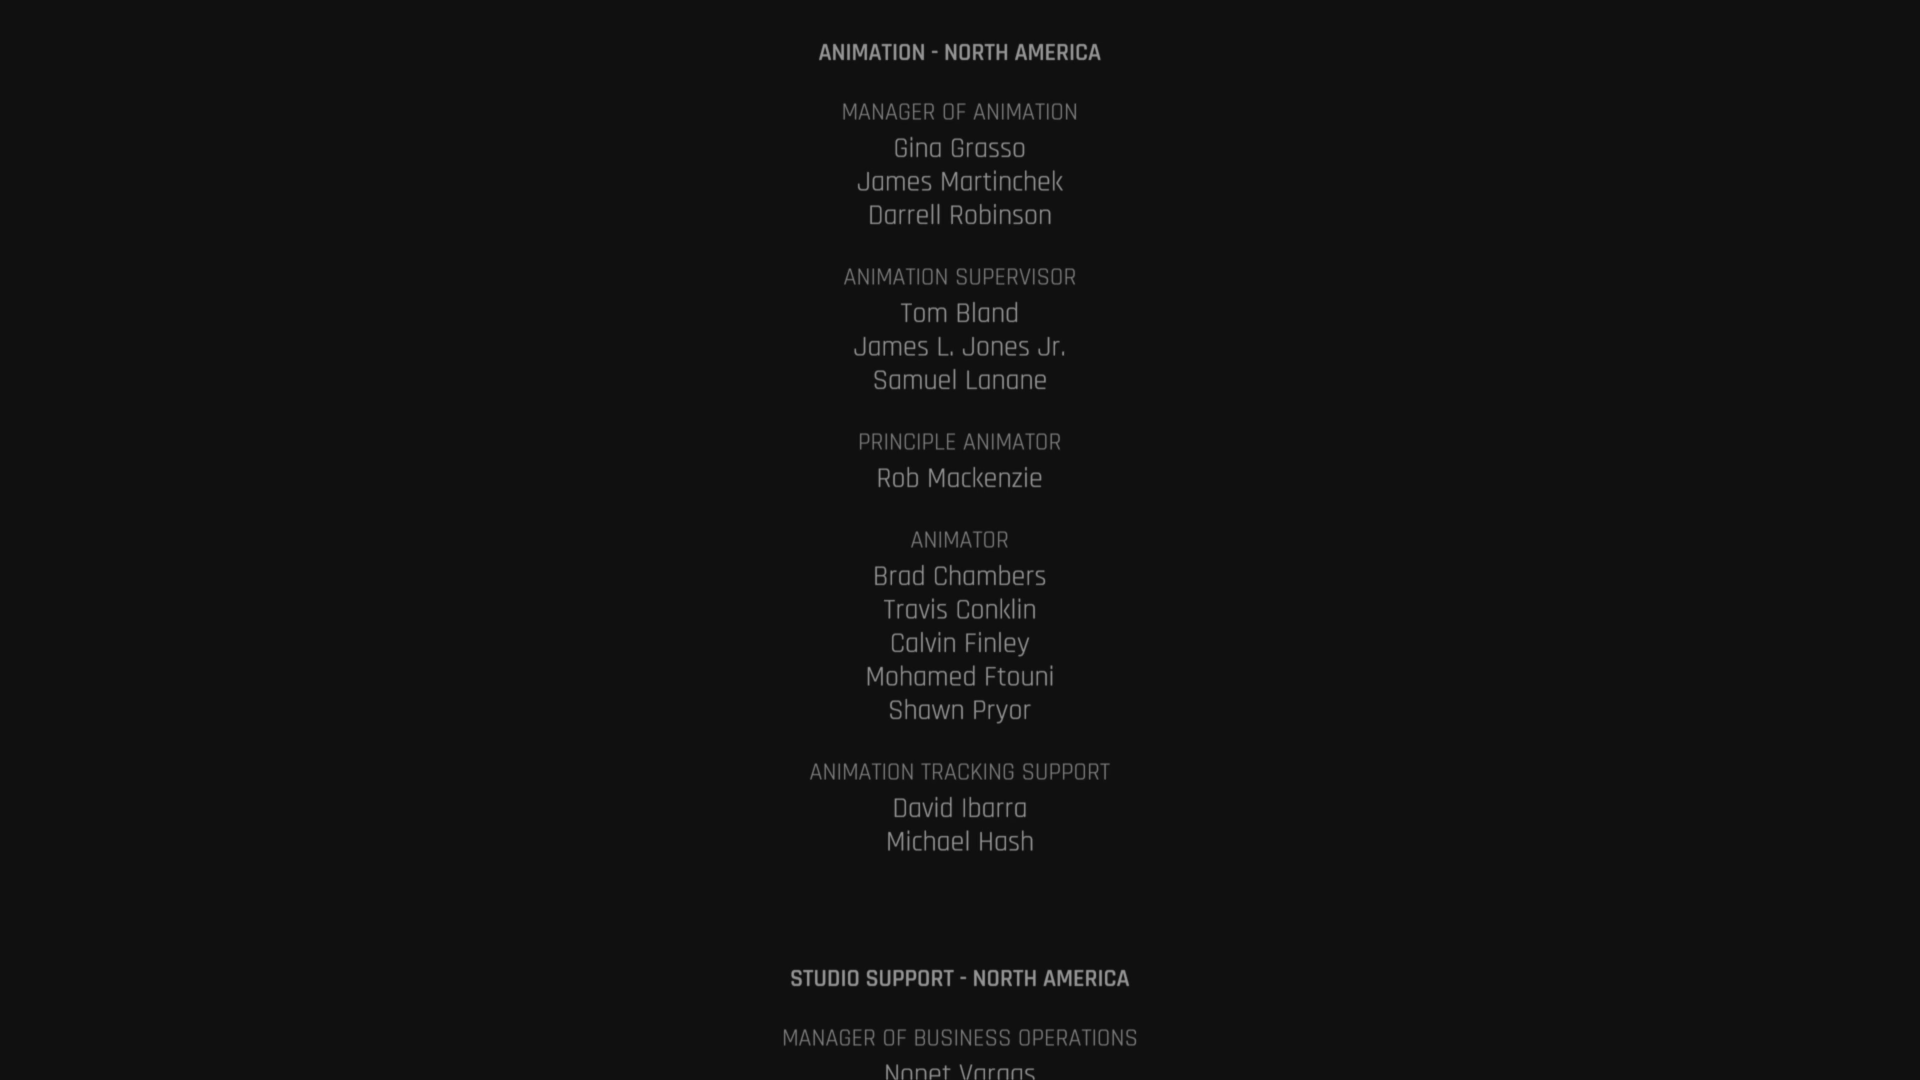 ANIMATION - NORTH AMERICA
MANAGER OF ANIMATION
Gina Grasso
James Martinchek
Darrell Robinson
ANIMATION SUPERVISOR
Tom Bland
James L. Jones Jr.
Samuel Lanane
PRINCIPLE ANIMATOR
Rob Mackenzie
ANIMATOR
Brad Chambers
Travis Conklin
Calvin Finley
Mohamed Ftouni
Shawn Pryor
ANIMATION TRACKING SUPPORT
David Ibarra
Michael Hash
STUDIO SUPPORT - NORTH AMERICA
MANAGER OF BUSINESS OPERATIONS
Nonet Vargas